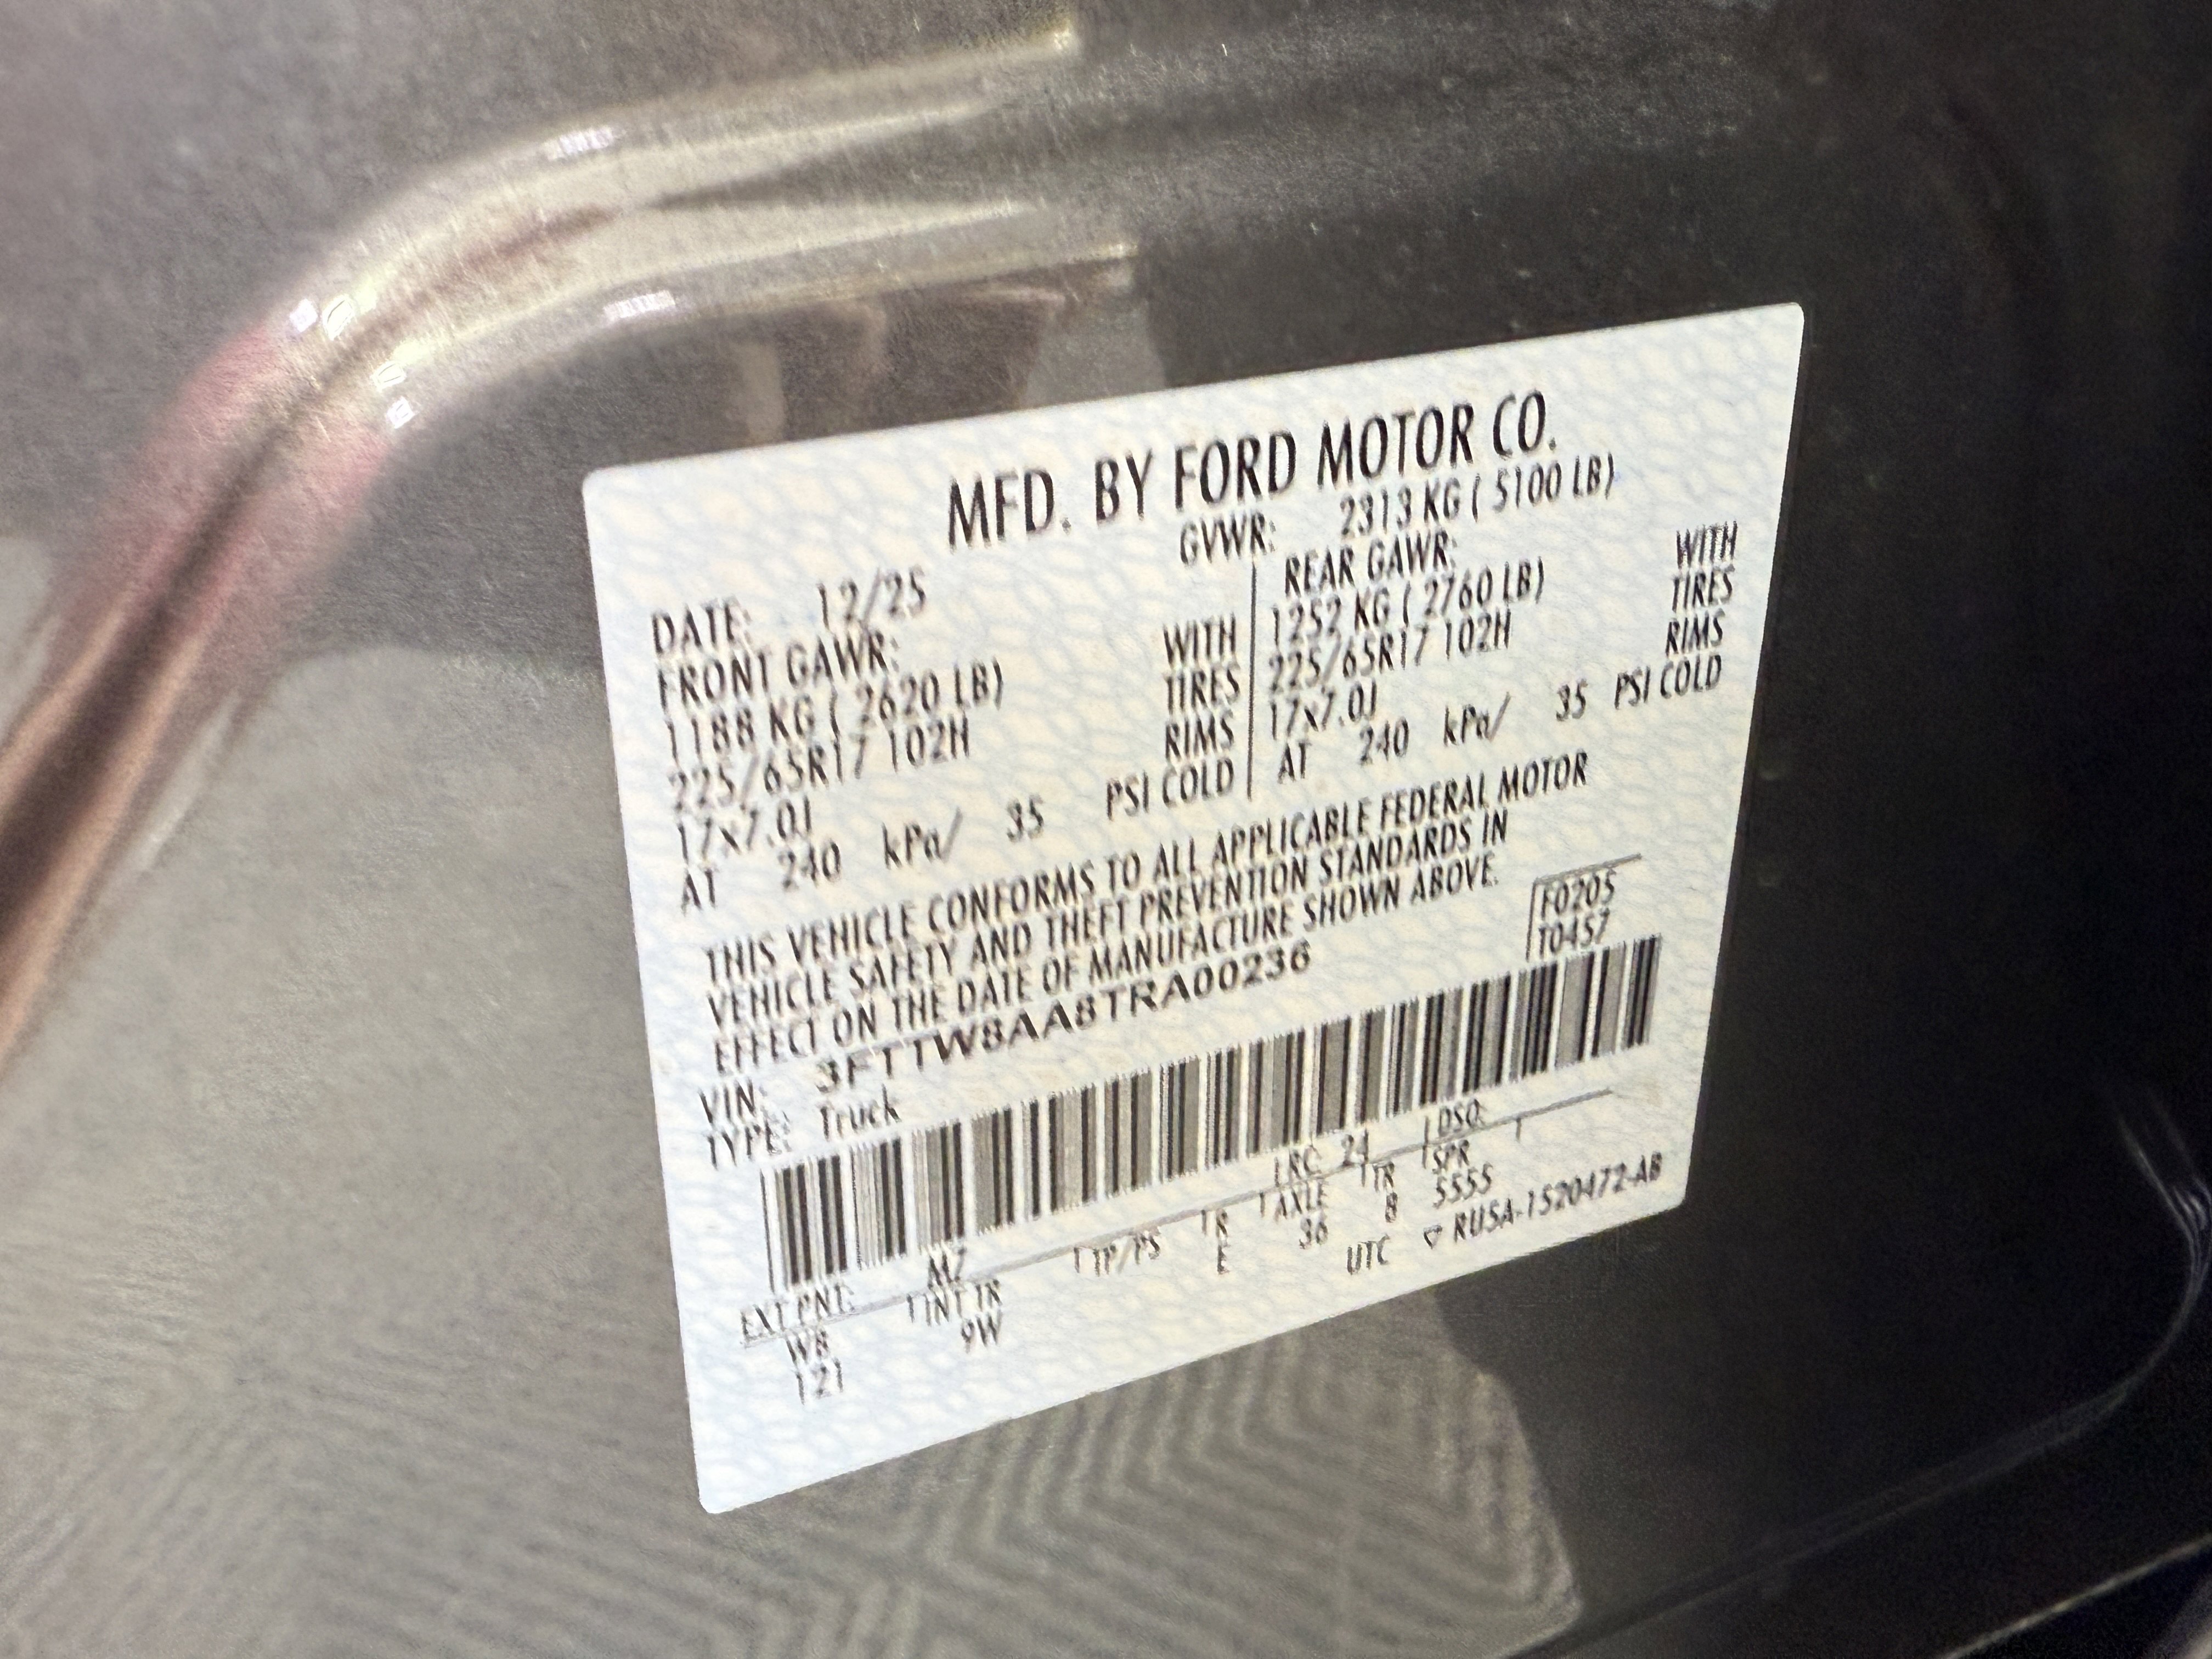 MFD. BY FORD MOTOR CO.
DATE: 12/25 GVWR: 2313 KG ( 5100 LB)
FRONT GAWR: REAR GAWR:
1188 KG ( 2620 LB) WITH 1252 KG ( 2760 LB) WITH
225/65R17 102H TIRES 225/65R17 102H TIRES
17x7.0J RIMS 17x7.0J RIMS
AT 240 kPa/ 35 PSI COLD AT 240 kPa/ 35 PSI COLD
THIS VEHICLE CONFORMS TO ALL APPLICABLE FEDERAL MOTOR
VEHICLE SAFETY AND THEFT PREVENTION STANDARDS IN
EFFECT ON THE DATE OF MANUFACTURE SHOWN ABOVE.
VIN: 3FTTW8AA8TRA00236 F0205
TYPE: Truck T0457
EXT PNT: M7 RC: 24 DSO:
WB INT TR TP/PS R AXLE TR SPR
121 9W E 36 8 5555
UTC ▽ RUSA-1520472-AB